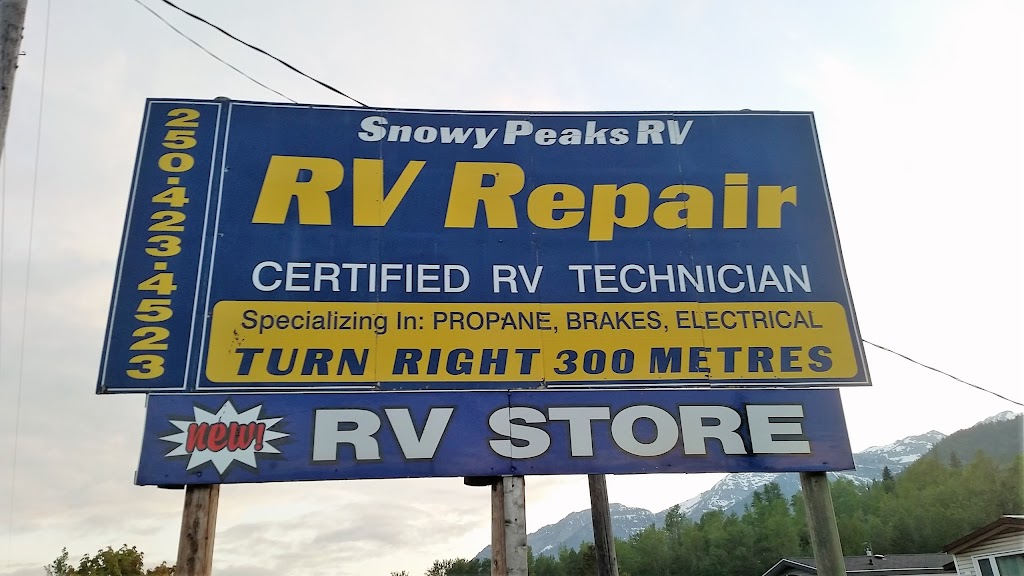 250-423-4523
Snowy Peaks RV
RV Repair
CERTIFIED RV TECHNICIAN
Specializing In: PROPANE, BRAKES, ELECTRICAL
TURN RIGHT 300 METRES
new! RV STORE